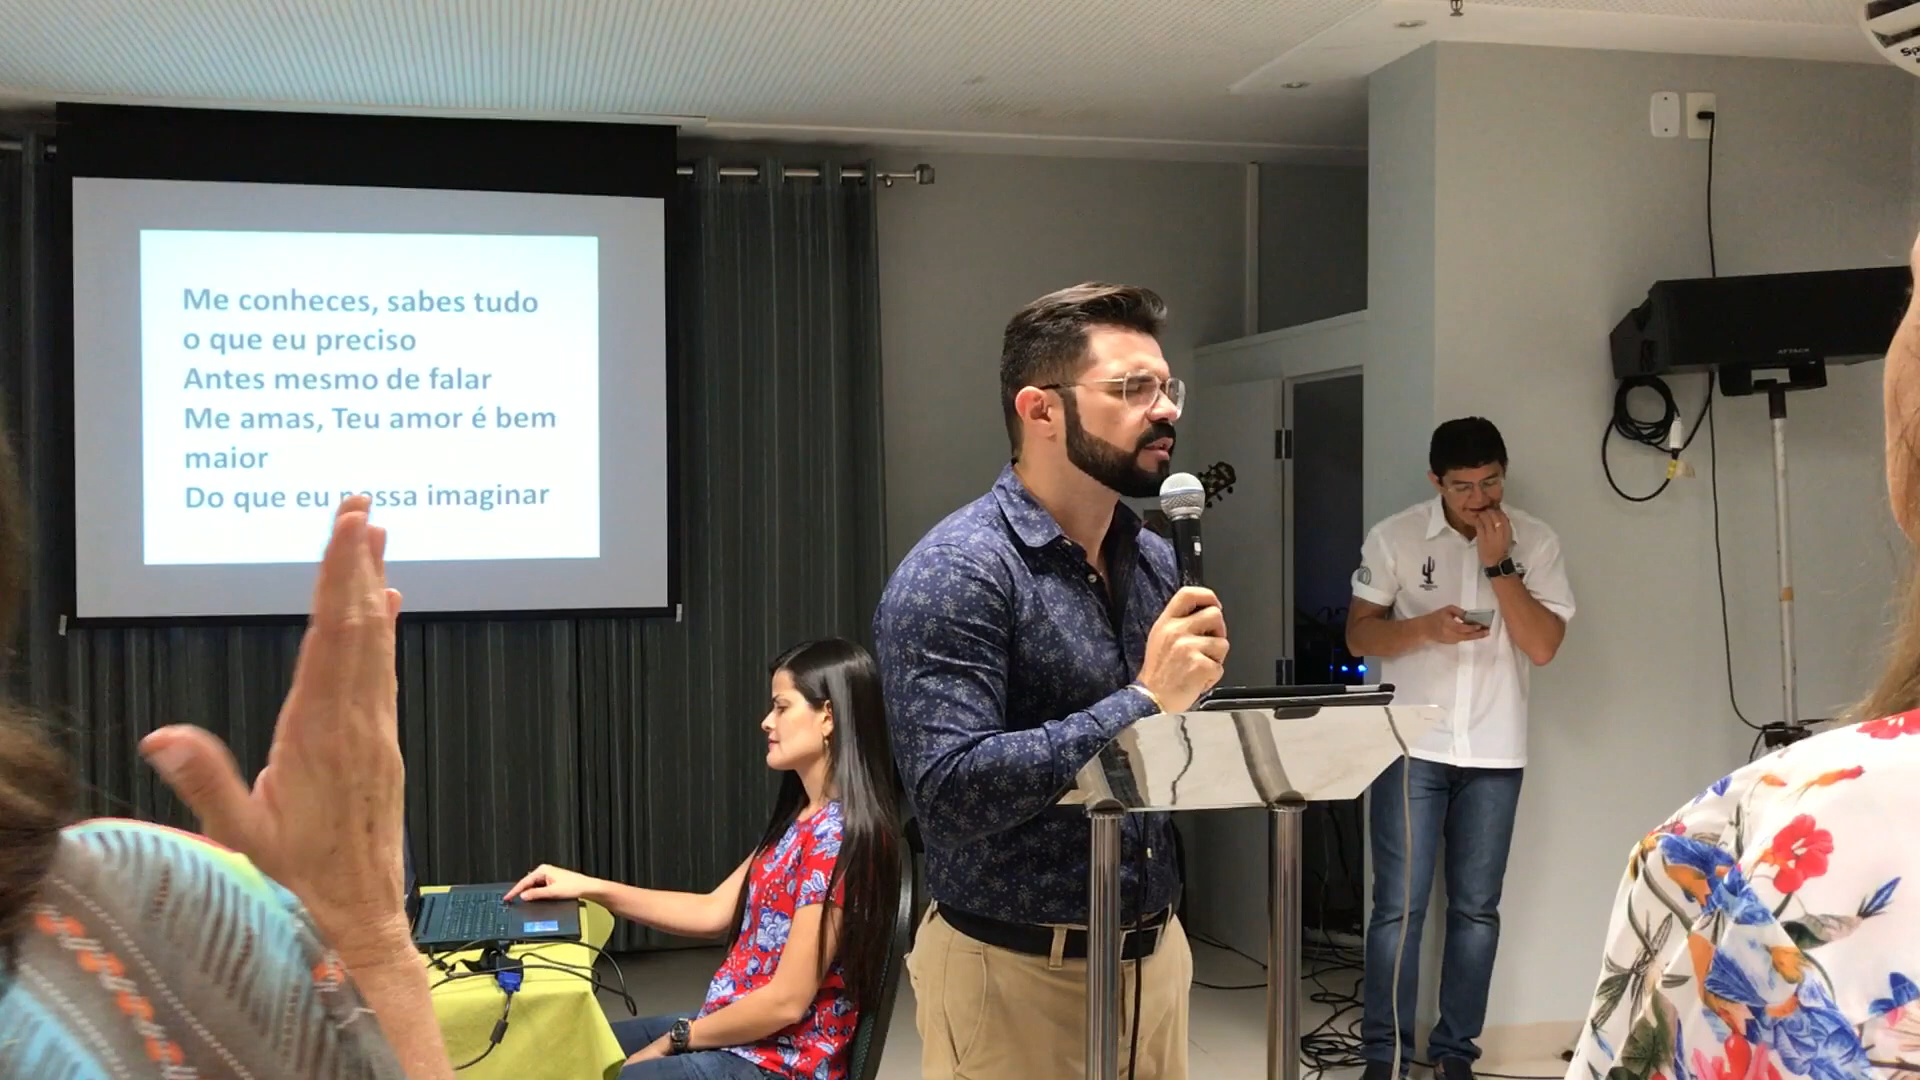 Me conheces, sabes tudo
o que eu preciso
Antes mesmo de falar
Me amas, Teu amor é bem
maior
Do que eu possa imaginar
ATTACK